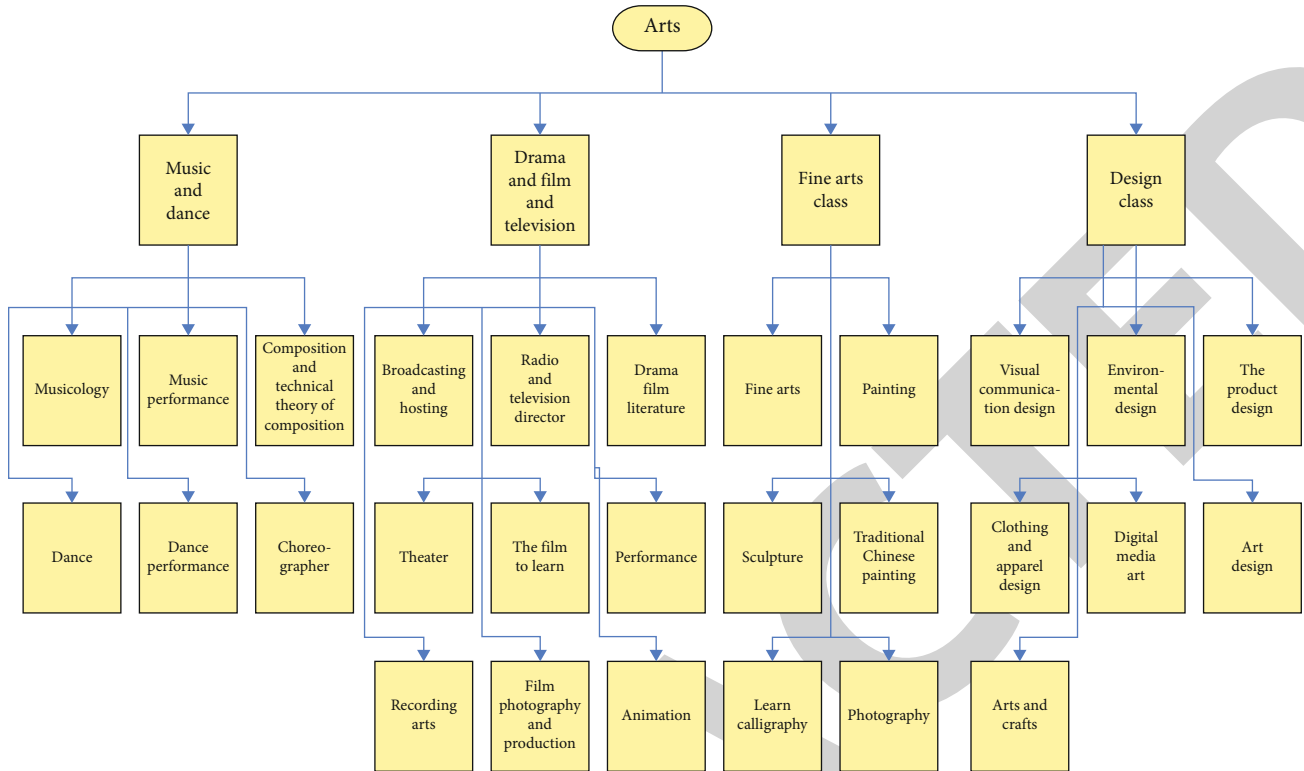 Arts
Music
and
dance
Drama
and film
and
television
Fine arts
class
Design
class
Musicology
Music
performance
Composition
and
technical
theory of
composition
Broadcasting
and
hosting
Radio
and
television
director
Drama
film
literature
Fine arts
Painting
Visual
communica-
tion design
Environ-
mental
design
The
product
design
Dance
Dance
performance
Choreo-
grapher
Theater
The film
to learn
Performance
Sculpture
Traditional
Chinese
painting
Clothing
and
apparel
design
Digital
media
art
Art
design
Recording
arts
Film
photography
and
production
Animation
Learn
calligraphy
Photography
Arts and
crafts